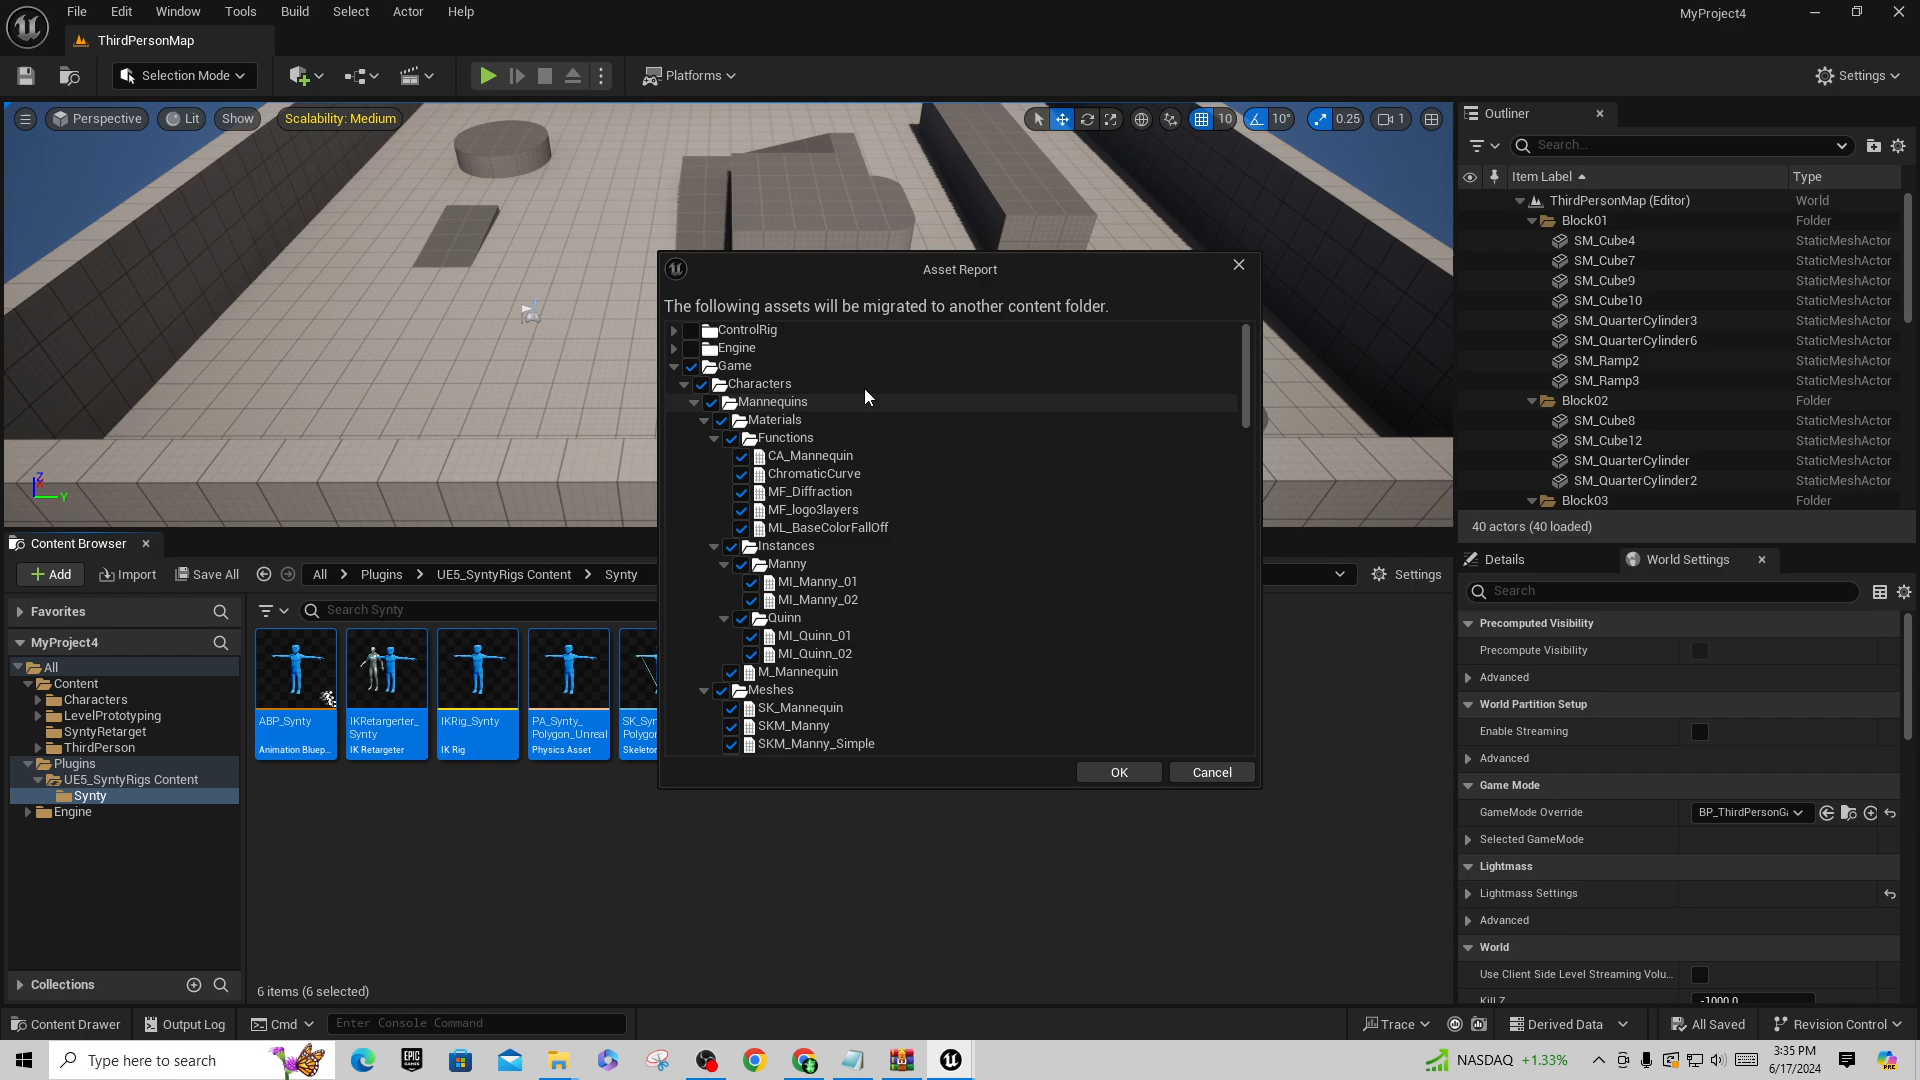 File Edit Window Tools Build Select Actor Help
MyProject4
ThirdPersonMap
Selection Mode
Platforms
Settings
Perspective Lit Show Scalability: Medium
10 10° 0.25 1
Z
Y
Outliner
Search...
Item Label Type
ThirdPersonMap (Editor) World
Block01 Folder
SM_Cube4 StaticMeshActor
SM_Cube7 StaticMeshActor
SM_Cube9 StaticMeshActor
SM_Cube10 StaticMeshActor
SM_QuarterCylinder3 StaticMeshActor
SM_QuarterCylinder6 StaticMeshActor
SM_Ramp2 StaticMeshActor
SM_Ramp3 StaticMeshActor
Block02 Folder
SM_Cube8 StaticMeshActor
SM_Cube12 StaticMeshActor
SM_QuarterCylinder StaticMeshActor
SM_QuarterCylinder2 StaticMeshActor
Block03 Folder
40 actors (40 loaded)
Asset Report
The following assets will be migrated to another content folder.
ControlRig
Engine
Game
Characters
Mannequins
Materials
Functions
CA_Mannequin
ChromaticCurve
MF_Diffraction
MF_logo3layers
ML_BaseColorFallOff
Instances
Manny
MI_Manny_01
MI_Manny_02
Quinn
MI_Quinn_01
MI_Quinn_02
M_Mannequin
Meshes
SK_Mannequin
SKM_Manny
SKM_Manny_Simple
OK Cancel
Content Browser
Add Import Save All All Plugins UE5_SyntyRigs Content Synty
Settings
Favorites
MyProject4
All
Content
Characters
LevelPrototyping
SyntyRetarget
ThirdPerson
Plugins
UE5_SyntyRigs Content
Synty
Engine
Collections
Search Synty
ABP_Synty
Animation Bluep...
IKRetargerter_
Synty
IK Retargeter
IKRig_Synty
IK Rig
PA_Synty_
Polygon_Unreal
Physics Asset
SK_Syn
Polygo
Skeleton
6 items (6 selected)
Details World Settings
Search
Precomputed Visibility
Precompute Visibility
Advanced
World Partition Setup
Enable Streaming
Advanced
Game Mode
GameMode Override BP_ThirdPersonGa
Selected GameMode
Lightmass
Lightmass Settings
Advanced
World
Use Client Side Level Streaming Volu...
Kill Z -1000.0
Content Drawer Output Log Cmd Enter Console Command
Trace Derived Data All Saved Revision Control
Type here to search
EPIC
GAMES
NASDAQ +1.33%
3:35 PM
6/17/2024
PRE